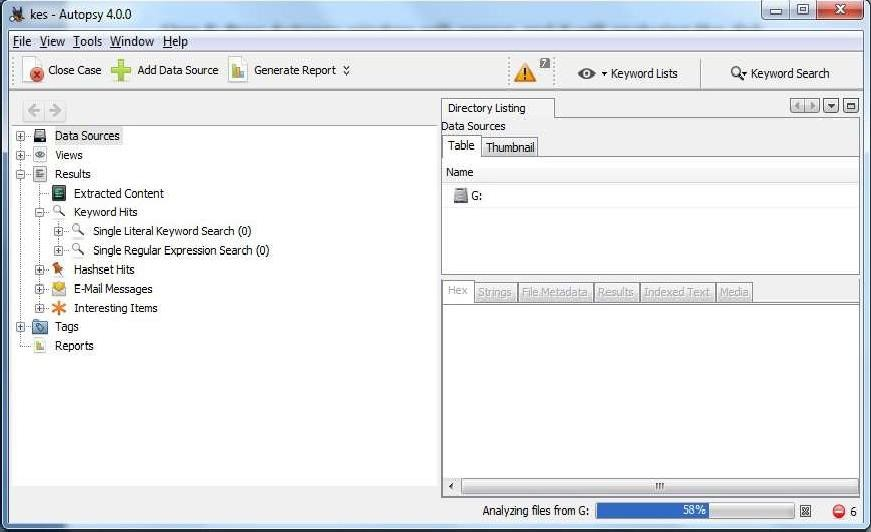 kes - Autopsy 4.0.0
File View Tools Window Help
Close Case Add Data Source Generate Report Keyword Lists Keyword Search
Directory Listing
Data Sources
Table Thumbnail
Name
G:
Data Sources
Views
Results
Extracted Content
Keyword Hits
Single Literal Keyword Search (0)
Single Regular Expression Search (0)
Hashset Hits
E-Mail Messages
Interesting Items
Tags
Reports
Hex Strings File Metadata Results Indexed Text Media
Analyzing files from G: 58% 6